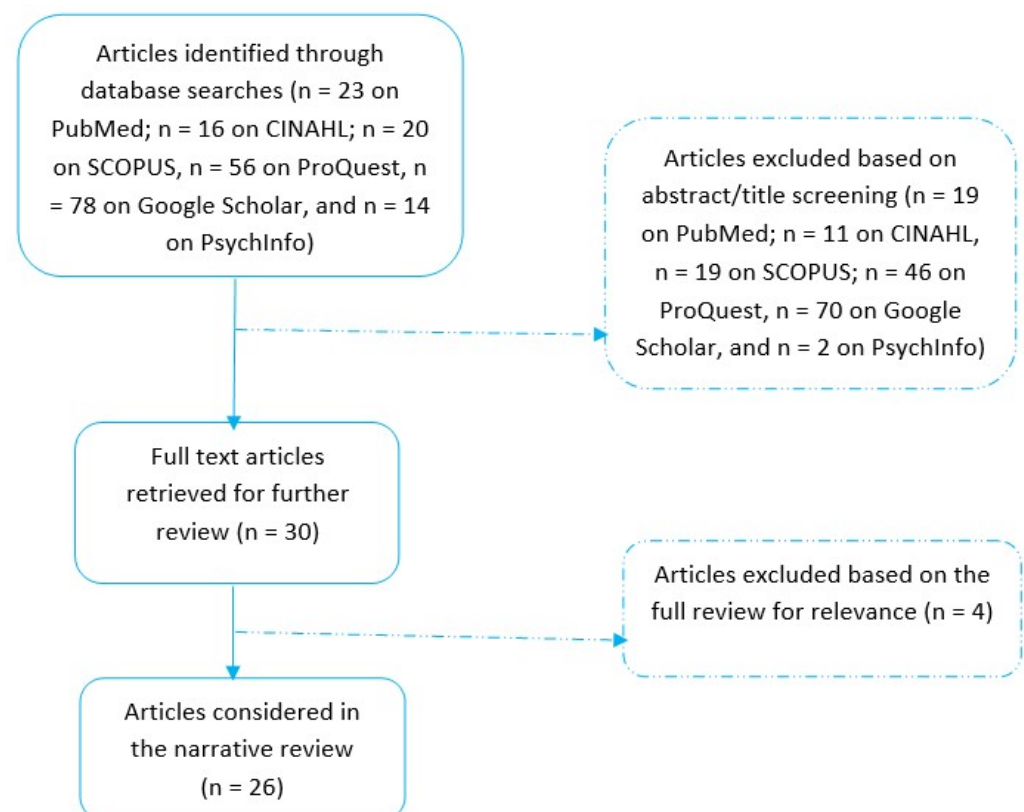 Articles identified through
database searches (n = 23 on
PubMed; n = 16 on CINAHL; n = 20
on SCOPUS, n = 56 on ProQuest, n
= 78 on Google Scholar, and n = 14
on PsychInfo)
Articles excluded based on
abstract/title screening (n = 19
on PubMed; n = 11 on CINAHL,
n = 19 on SCOPUS; n = 46 on
ProQuest, n = 70 on Google
Scholar, and n = 2 on PsychInfo)
Full text articles
retrieved for further
review (n = 30)
Articles excluded based on the
full review for relevance (n = 4)
Articles considered in
the narrative review
(n = 26)